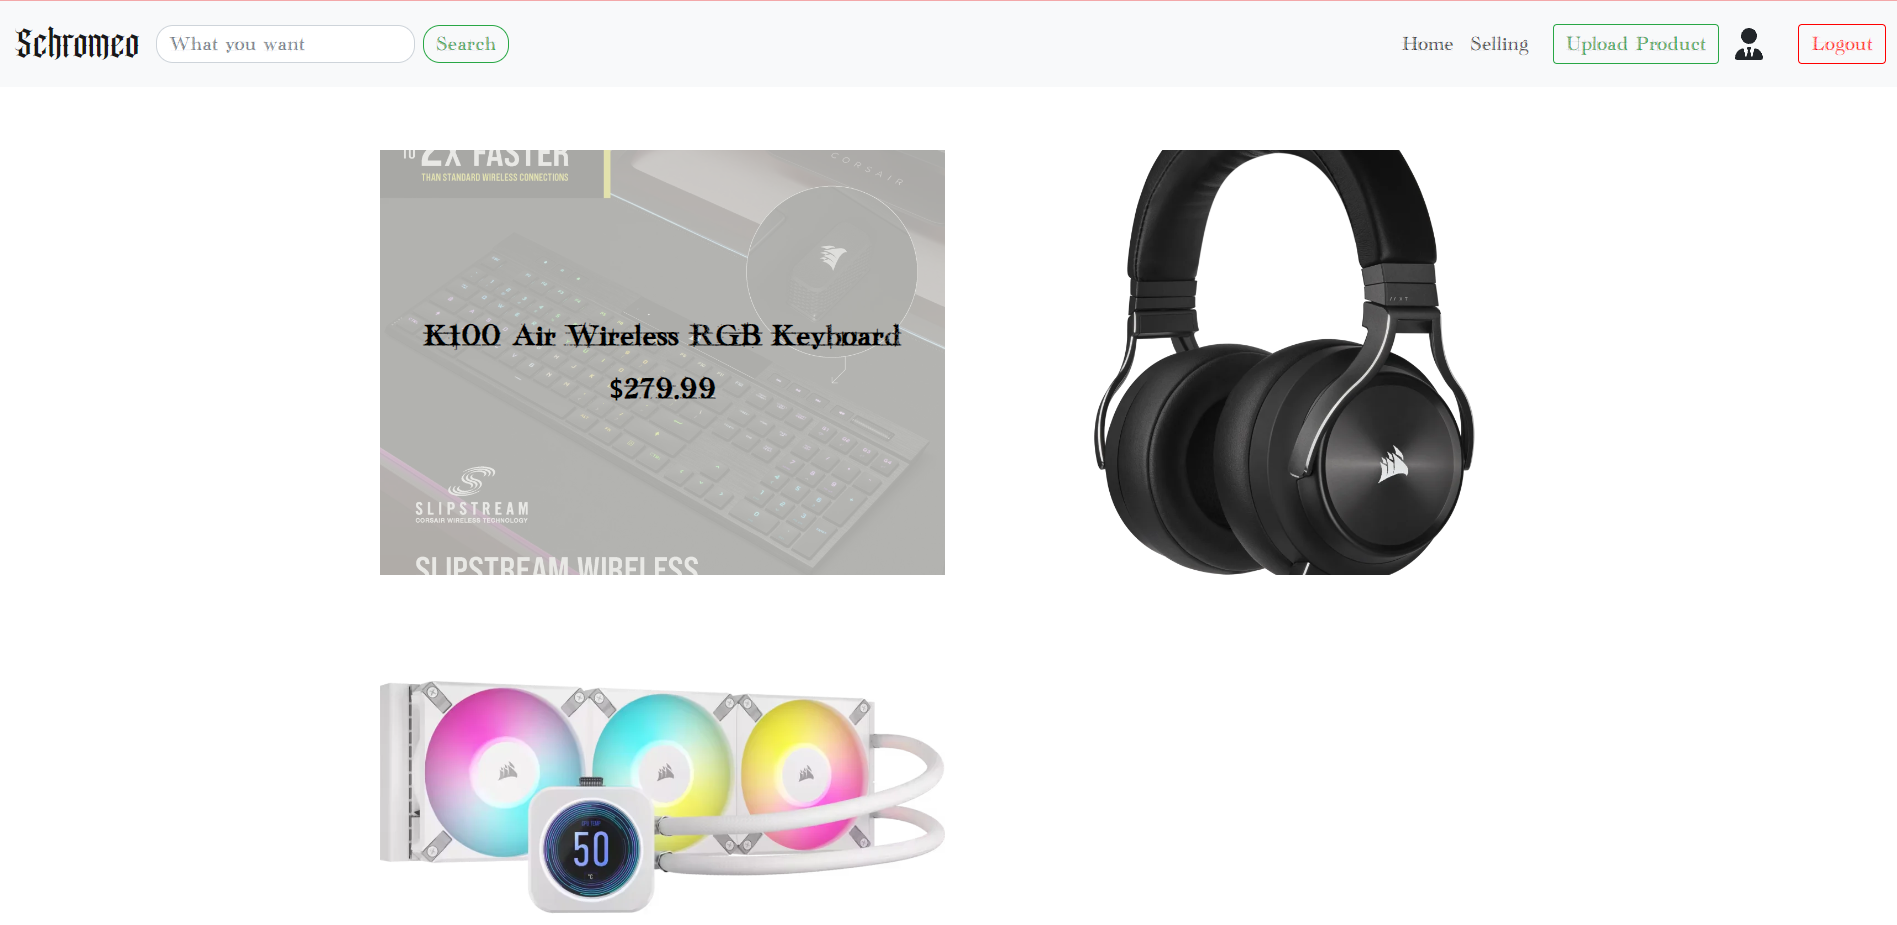 Schromeo
What you want
Search
Home
Selling
Upload Product
Logout
TO 2X FASTER
THAN STANDARD WIRELESS CONNECTIONS
CORSAIR
K100 Air Wireless RGB Keyboard
$279.99
SLIPSTREAM
CORSAIR WIRELESS TECHNOLOGY
SLIPSTREAM WIRELESS
50
°C